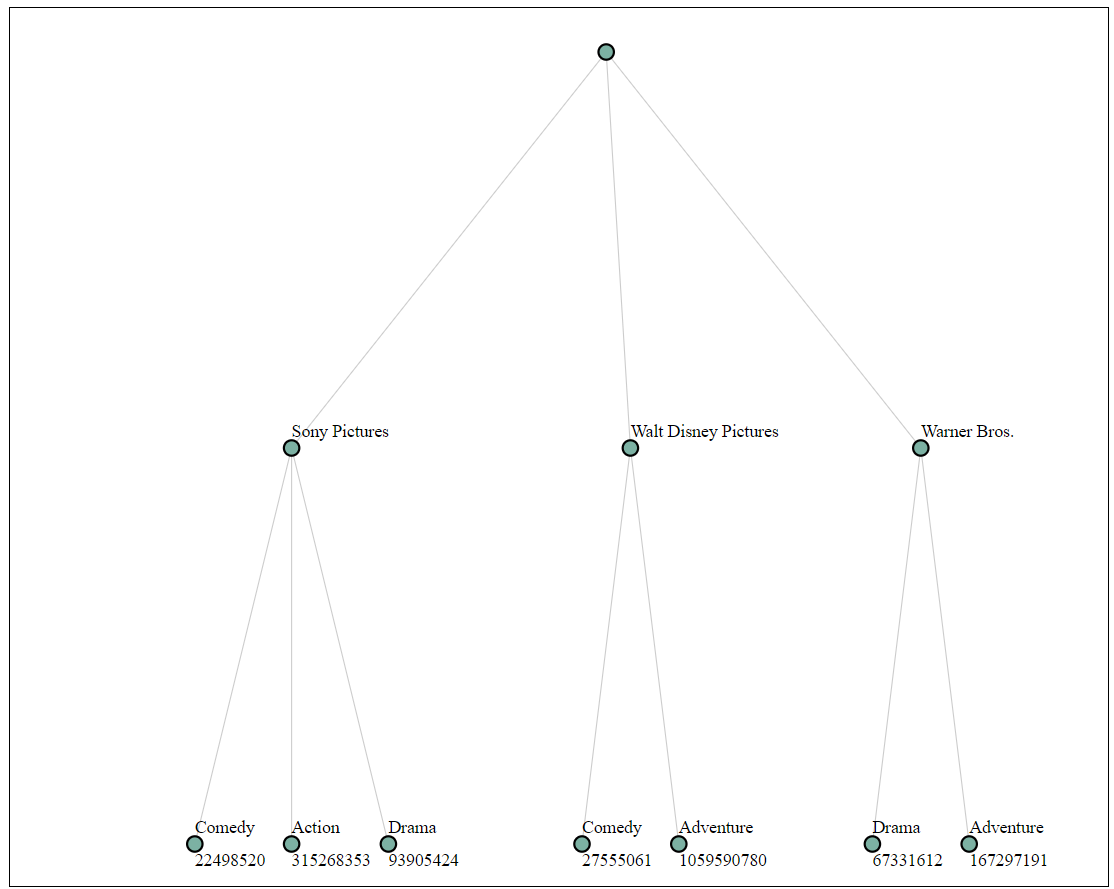 Sony Pictures
Walt Disney Pictures
Warner Bros.
Comedy
Action
Drama
Comedy
Adventure
Drama
Adventure
22498520
315268353
93905424
27555061
1059590780
67331612
167297191